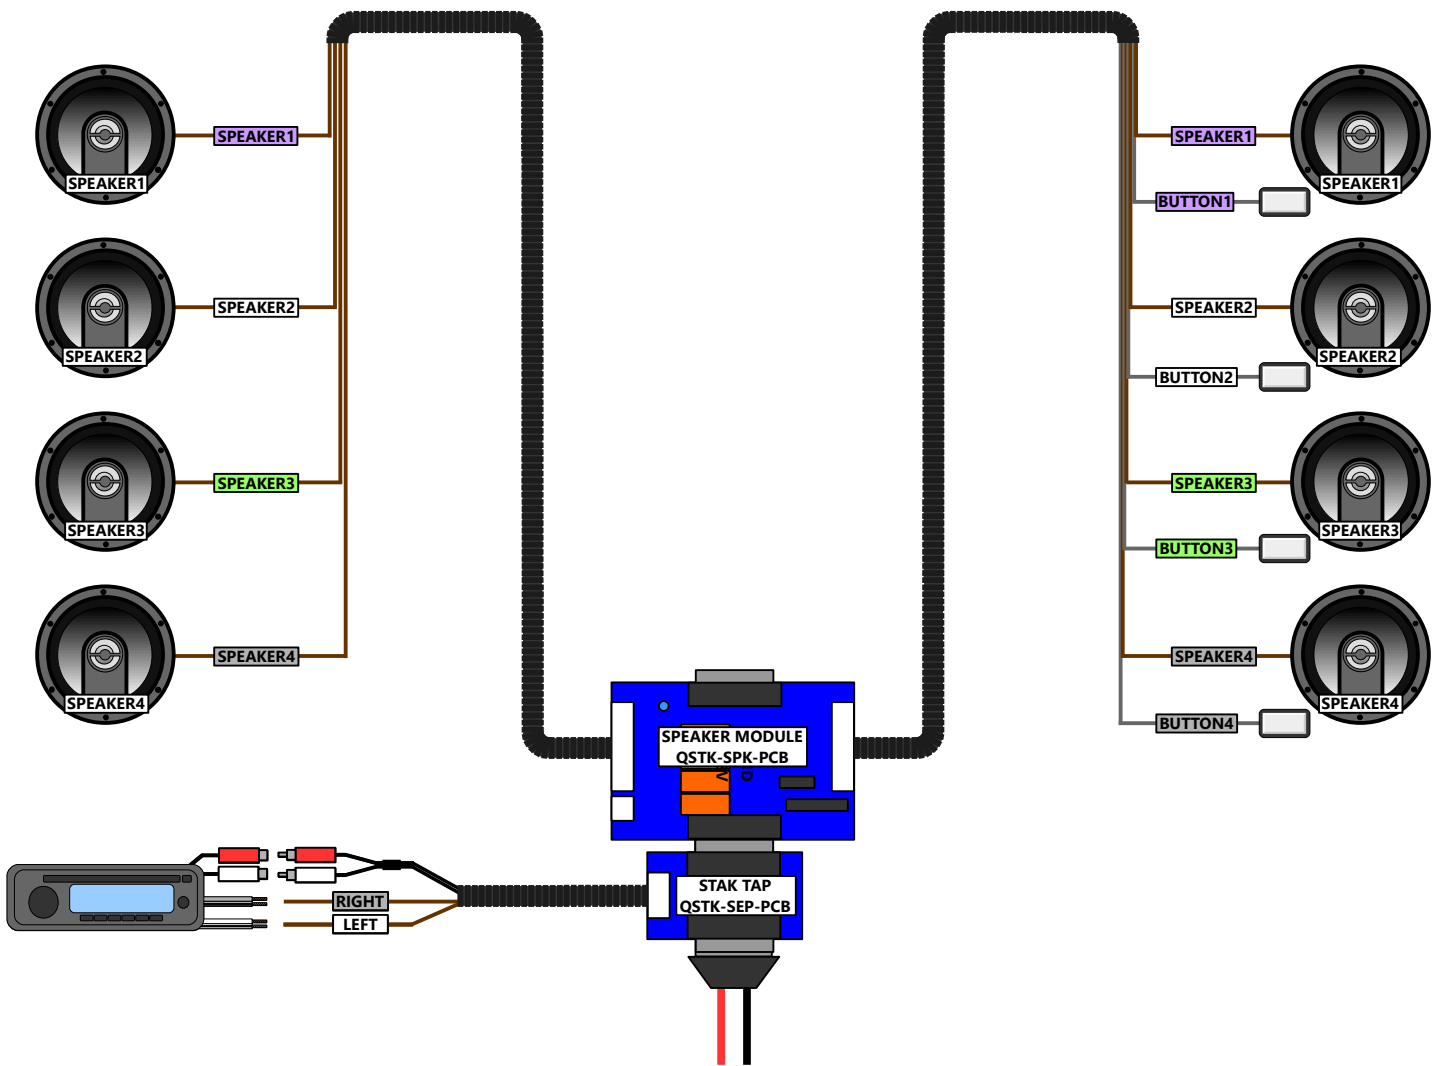 SPEAKER1
SPEAKER1
SPEAKER2
SPEAKER2
SPEAKER3
SPEAKER3
SPEAKER4
SPEAKER4
SPEAKER1
SPEAKER1
BUTTON1
SPEAKER2
SPEAKER2
BUTTON2
SPEAKER3
SPEAKER3
BUTTON3
SPEAKER4
SPEAKER4
BUTTON4
SPEAKER MODULE
QSTK-SPK-PCB
STAK TAP
QSTK-SEP-PCB
RIGHT
LEFT